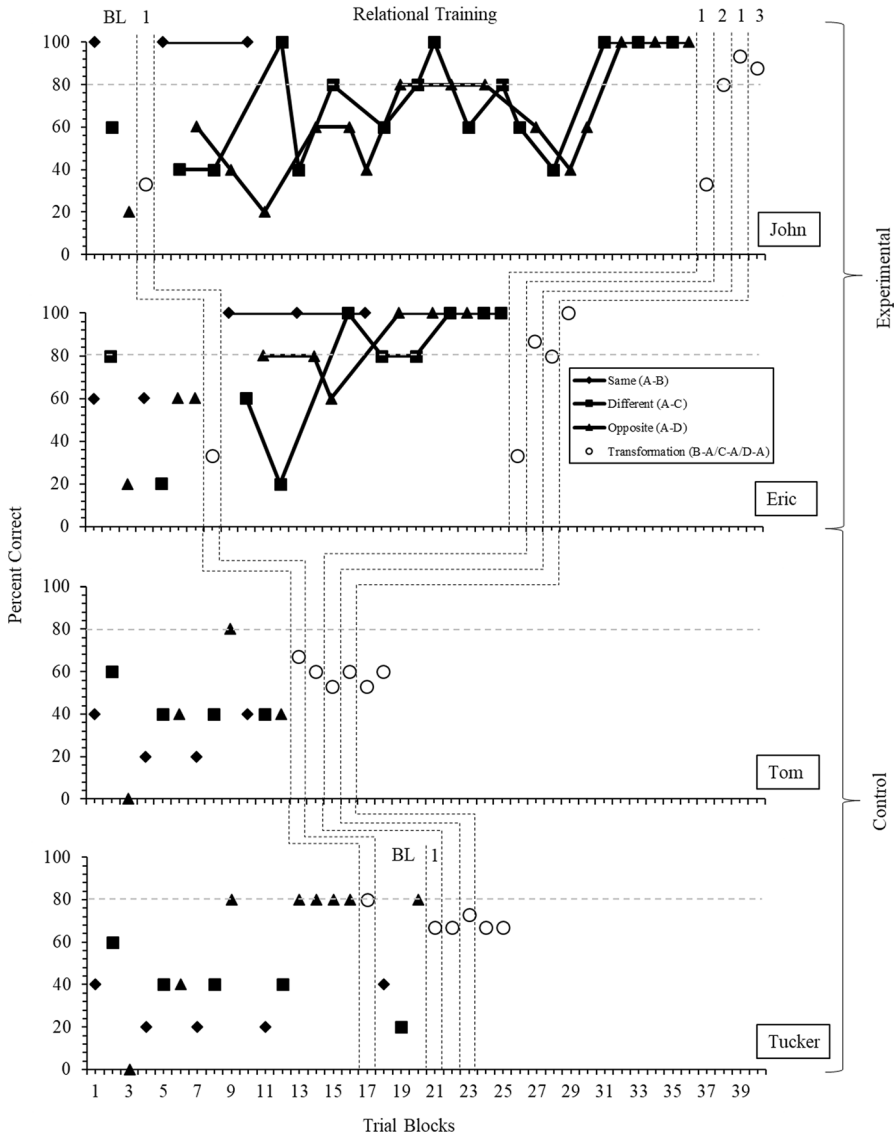 BL 1 Relational Training 1 2 1 3
100
80
60
40
20
0
John
Experimental
100
80
60
40
20
0
Same (A-B)
Different (A-C)
Opposite (A-D)
Transformation (B-A/C-A/D-A)
Eric
Percent Correct
100
80
60
40
20
0
Tom
Control
100
80
60
40
20
0
BL 1
Tucker
1 3 5 7 9 11 13 15 17 19 21 23 25 27 29 31 33 35 37 39
Trial Blocks